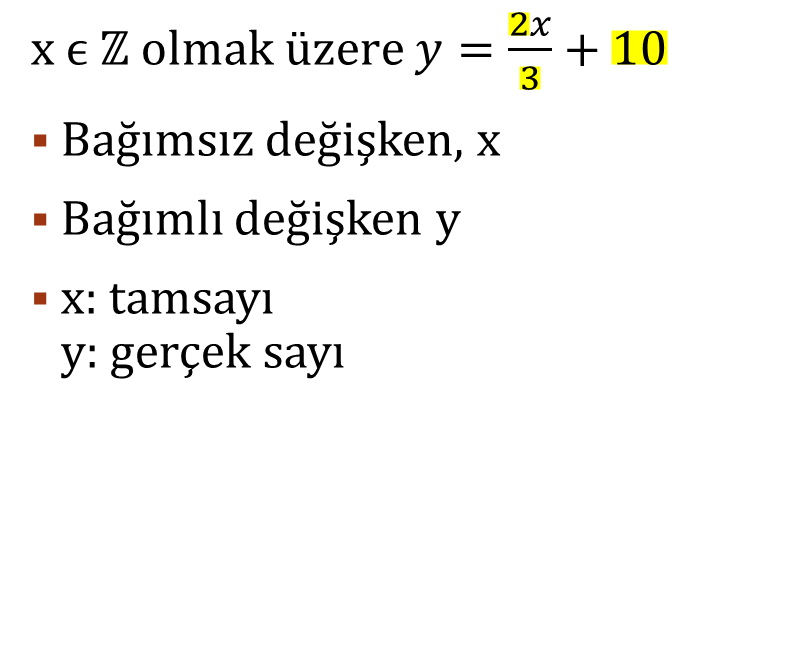 x ϵ ℤ olmak üzere y = 2x/3 + 10
▪ Bağımsız değişken, x
▪ Bağımlı değişken y
▪ x: tamsayı
y: gerçek sayı